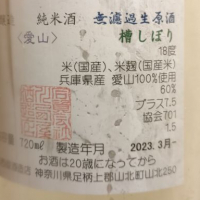 純米酒 無濾過生原酒
〈愛山〉 槽しぼり
18度
米(国産)、米麹(国産米)
兵庫県産 愛山100%使用
60%
プラス7.5
協会701
1.5
720ml 製造年月 2023.3月
お酒は20歳になってから
神奈川県足柄上郡山北町山北250